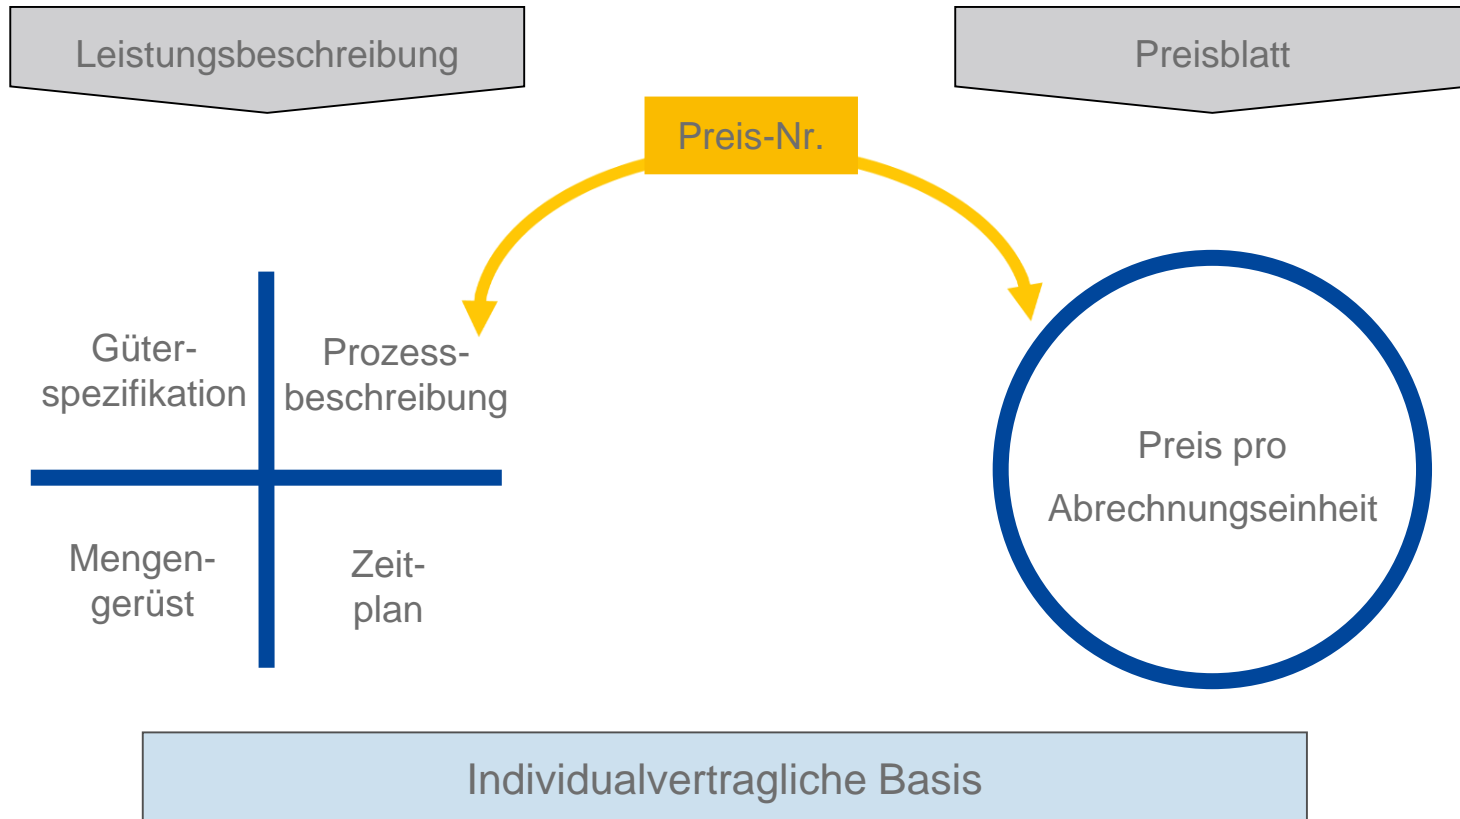 Leistungsbeschreibung
Preisblatt
Preis-Nr.
Güter-
spezifikation
Prozess-
beschreibung
Mengen-
gerüst
Zeit-
plan
Preis pro
Abrechnungseinheit
Individualvertragliche Basis